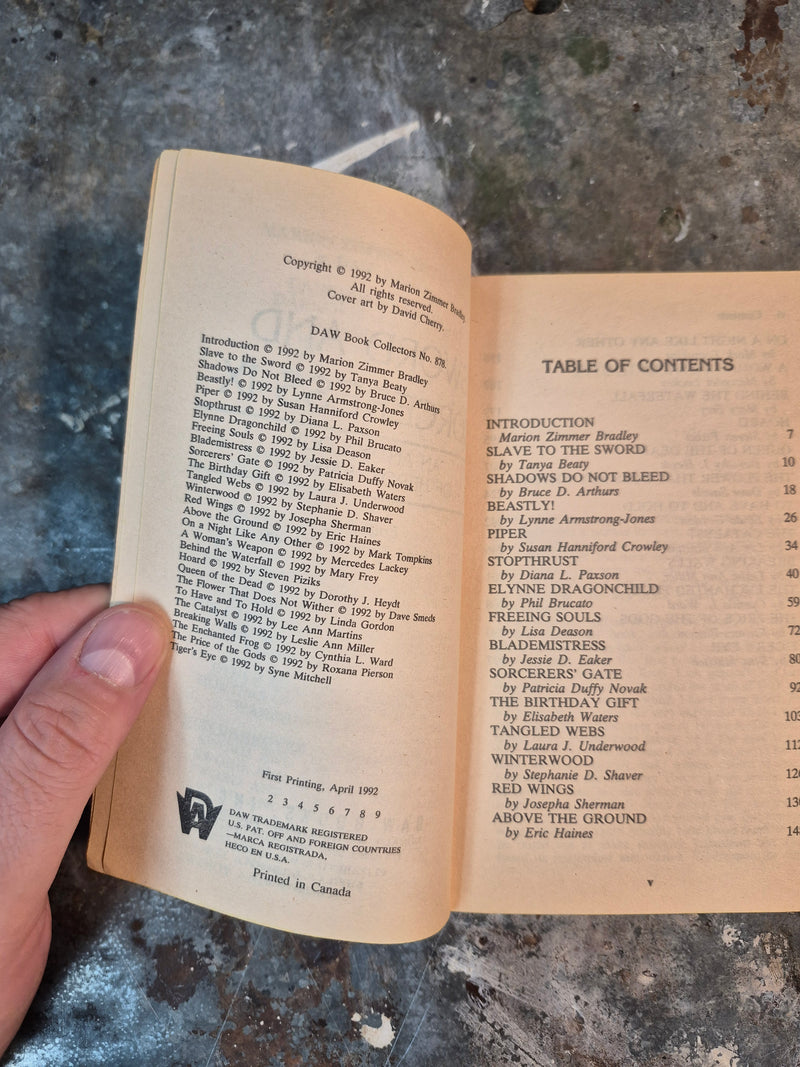 Copyright © 1992 by Marion Zimmer Bradley.
All rights reserved.
Cover art by David Cherry.
DAW Book Collectors No. 878.
Introduction © 1992 by Marion Zimmer Bradley
Slave to the Sword © 1992 by Tanya Beaty
Shadows Do Not Bleed © 1992 by Bruce D. Arthurs
Beastly! © 1992 by Lynne Armstrong-Jones
Piper © 1992 by Susan Hanniford Crowley
Stopthrust © 1992 by Diana L. Paxson
Elynne Dragonchild © 1992 by Phil Brucato
Freeing Souls © 1992 by Lisa Deason
Blademistress © 1992 by Jessie D. Eaker
Sorcerers' Gate © 1992 by Patricia Duffy Novak
The Birthday Gift © 1992 by Elisabeth Waters
Tangled Webs © 1992 by Laura J. Underwood
Winterwood © 1992 by Stephanie D. Shaver
Red Wings © 1992 by Josepha Sherman
Above the Ground © 1992 by Eric Haines
On a Night Like Any Other © 1992 by Mark Tompkins
A Woman's Weapon © 1992 by Mercedes Lackey
Behind the Waterfall © 1992 by Mary Frey
Hoard © 1992 by Steven Piziks
Queen of the Dead © 1992 by Dorothy J. Heydt
The Flower That Does Not Wither © 1992 by Dave Smeds
To Have and To Hold © 1992 by Linda Gordon
The Catalyst © 1992 by Lee Ann Martins
Breaking Walls © 1992 by Leslie Ann Miller
The Enchanted Frog © 1992 by Cynthia L. Ward
The Price of the Gods © 1992 by Roxana Pierson
Tiger's Eye © 1992 by Syne Mitchell
First Printing, April 1992
2 3 4 5 6 7 8 9
DAW
DAW TRADEMARK REGISTERED
U.S. PAT. OFF AND FOREIGN COUNTRIES
—MARCA REGISTRADA,
HECO EN U.S.A.
Printed in Canada
TABLE OF CONTENTS
INTRODUCTION
Marion Zimmer Bradley 7
SLAVE TO THE SWORD
by Tanya Beaty 10
SHADOWS DO NOT BLEED
by Bruce D. Arthurs 18
BEASTLY!
by Lynne Armstrong-Jones 26
PIPER
by Susan Hanniford Crowley 34
STOPTHRUST
by Diana L. Paxson 40
ELYNNE DRAGONCHILD
by Phil Brucato 59
FREEING SOULS
by Lisa Deason 72
BLADEMISTRESS
by Jessie D. Eaker 80
SORCERERS' GATE
by Patricia Duffy Novak 92
THE BIRTHDAY GIFT
by Elisabeth Waters 103
TANGLED WEBS
by Laura J. Underwood
WINTERWOOD
by Stephanie D. Shaver
RED WINGS
by Josepha Sherman
ABOVE THE GROUND
by Eric Haines
v